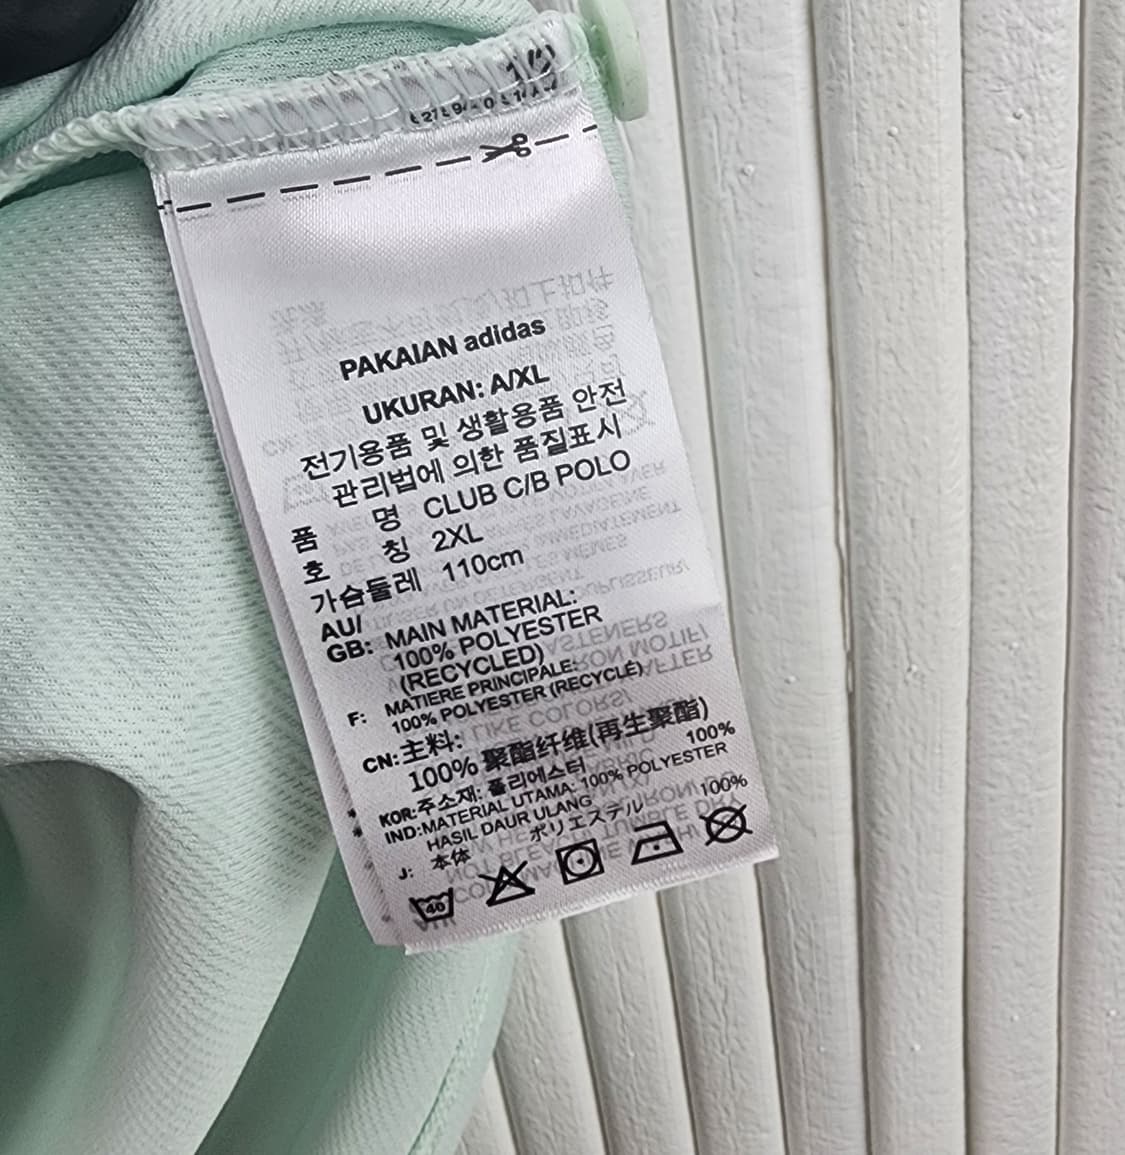 PAKAIAN adidas
UKURAN: A/XL
전기용품 및 생활용품 안전
관리법에 의한 품질표시
품 명 CLUB C/B POLO
호 칭 2XL
가슴둘레 110cm
AU/
GB: MAIN MATERIAL:
100% POLYESTER
(RECYCLED)
F: MATIERE PRINCIPALE:
100% POLYESTER (RECYCLÉ)
CN: 主料:
100% 聚酯纤维(再生聚酯)
KOR: 주소재: 폴리에스터 100%
IND: MATERIAL UTAMA: 100% POLYESTER
HASIL DAUR ULANG
J: 本体 ポリエステル 100%
40